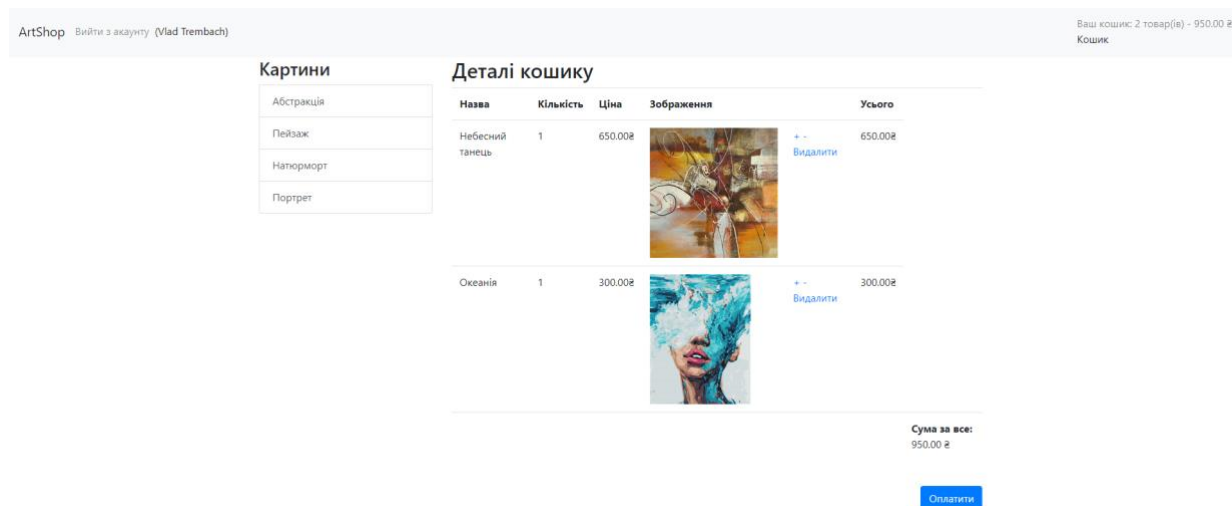 ArtShop Вийти з акаунту (Vlad Trembach)
Ваш кошик: 2 товар(ів) - 950.00 ₴
Кошик
Картини
Абстракція
Пейзаж
Натюрморт
Портрет
Деталі кошику
Назва Кількість Ціна Зображення Усього
Небесний 1 650.00₴ + - 650.00₴
танець Видалити
Океанія 1 300.00₴ + - 300.00₴
Видалити
Сума за все:
950.00 ₴
Оплатити